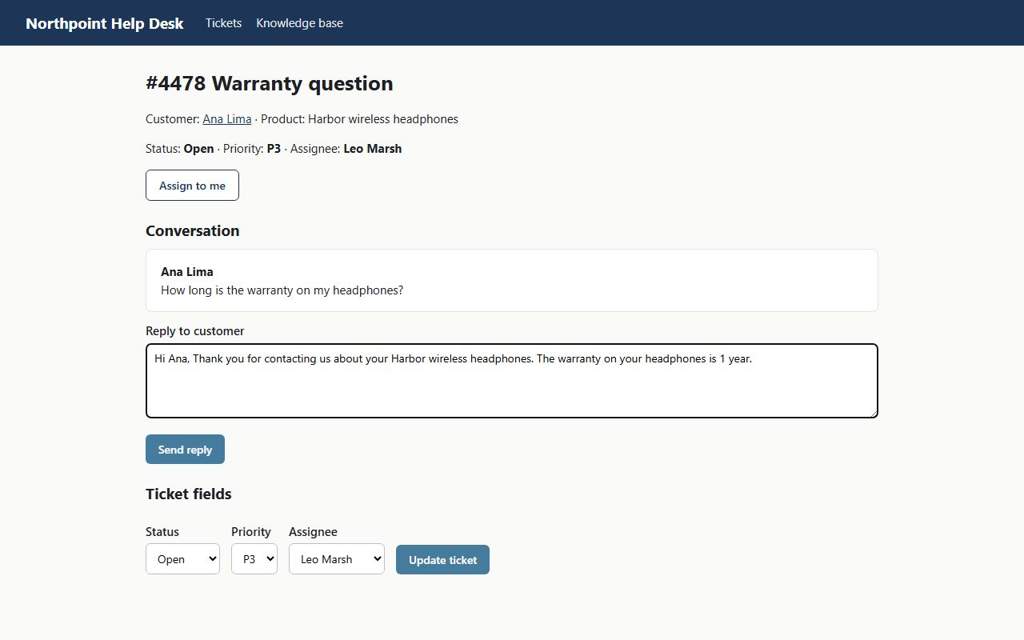 Northpoint Help Desk Tickets Knowledge base
#4478 Warranty question
Customer: Ana Lima · Product: Harbor wireless headphones
Status: Open · Priority: P3 · Assignee: Leo Marsh
Assign to me
Conversation
Ana Lima
How long is the warranty on my headphones?
Reply to customer
Hi Ana, Thank you for contacting us about your Harbor wireless headphones. The warranty on your headphones is 1 year.
Send reply
Ticket fields
Status Priority Assignee
Open P3 Leo Marsh Update ticket